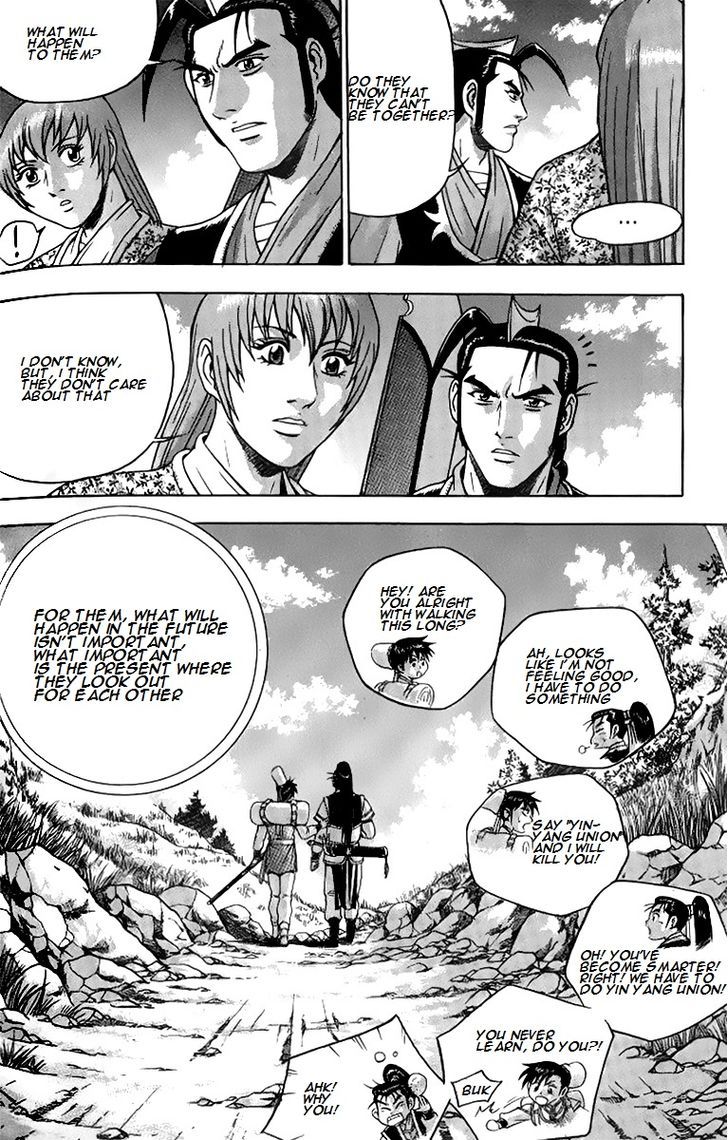 WHAT WILL
HAPPEN
TO THEM?
!
DO THEY
KNOW THAT
THEY CAN'T
BE TOGETHER?
...
I DON'T KNOW,
BUT, I THINK
THEY DON'T CARE
ABOUT THAT
FOR THEM, WHAT WILL
HAPPEN IN THE FUTURE
ISN'T IMPORTANT,
WHAT IMPORTANT,
IS THE PRESENT WHERE
THEY LOOK OUT
FOR EACH OTHER
HEY! ARE
YOU ALRIGHT
WITH WALKING
THIS LONG?
AH, LOOKS
LIKE I'M NOT
FEELING GOOD,
I HAVE TO DO
SOMETHING
SAY "YIN-
YANG UNION"
AND I WILL
KILL YOU!
OH! YOU'VE
BECOME SMARTER!
RIGHT! WE HAVE TO
DO YIN YANG UNION!
YOU NEVER
LEARN, DO YOU?!
BUK
AHK!
WHY
YOU!